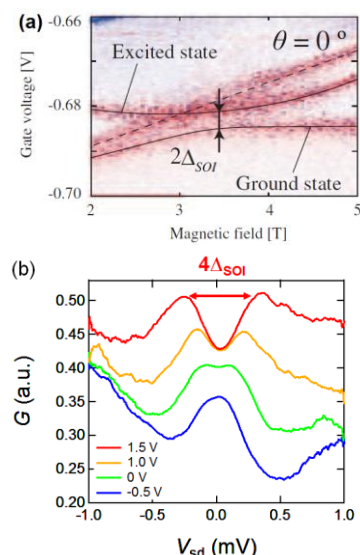 (a)
-0.66
-0.68
-0.70
Gate voltage [V]
Excited state
θ = 0 º
2Δ_SOI
Ground state
2 3 4 5
Magnetic field [T]
(b)
4Δ_SOI
0.50
0.45
0.40
0.35
0.30
0.25
0.20
G (a.u.)
1.5 V
1.0 V
0 V
-0.5 V
-1.0 -0.5 0.0 0.5 1.0
V_sd (mV)